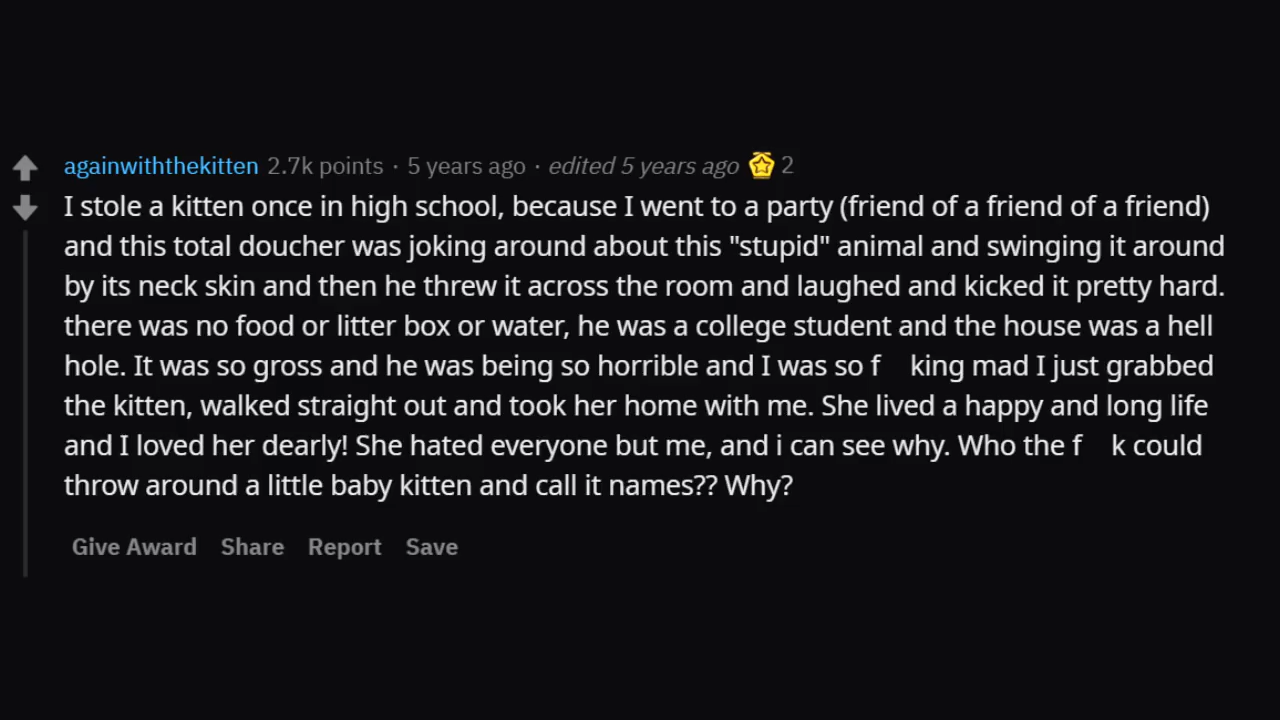 againwiththekitten 2.7k points · 5 years ago · edited 5 years ago 2
I stole a kitten once in high school, because I went to a party (friend of a friend of a friend)
and this total doucher was joking around about this "stupid" animal and swinging it around
by its neck skin and then he threw it across the room and laughed and kicked it pretty hard.
there was no food or litter box or water, he was a college student and the house was a hell
hole. It was so gross and he was being so horrible and I was so f king mad I just grabbed
the kitten, walked straight out and took her home with me. She lived a happy and long life
and I loved her dearly! She hated everyone but me, and i can see why. Who the f k could
throw around a little baby kitten and call it names?? Why?
Give Award Share Report Save